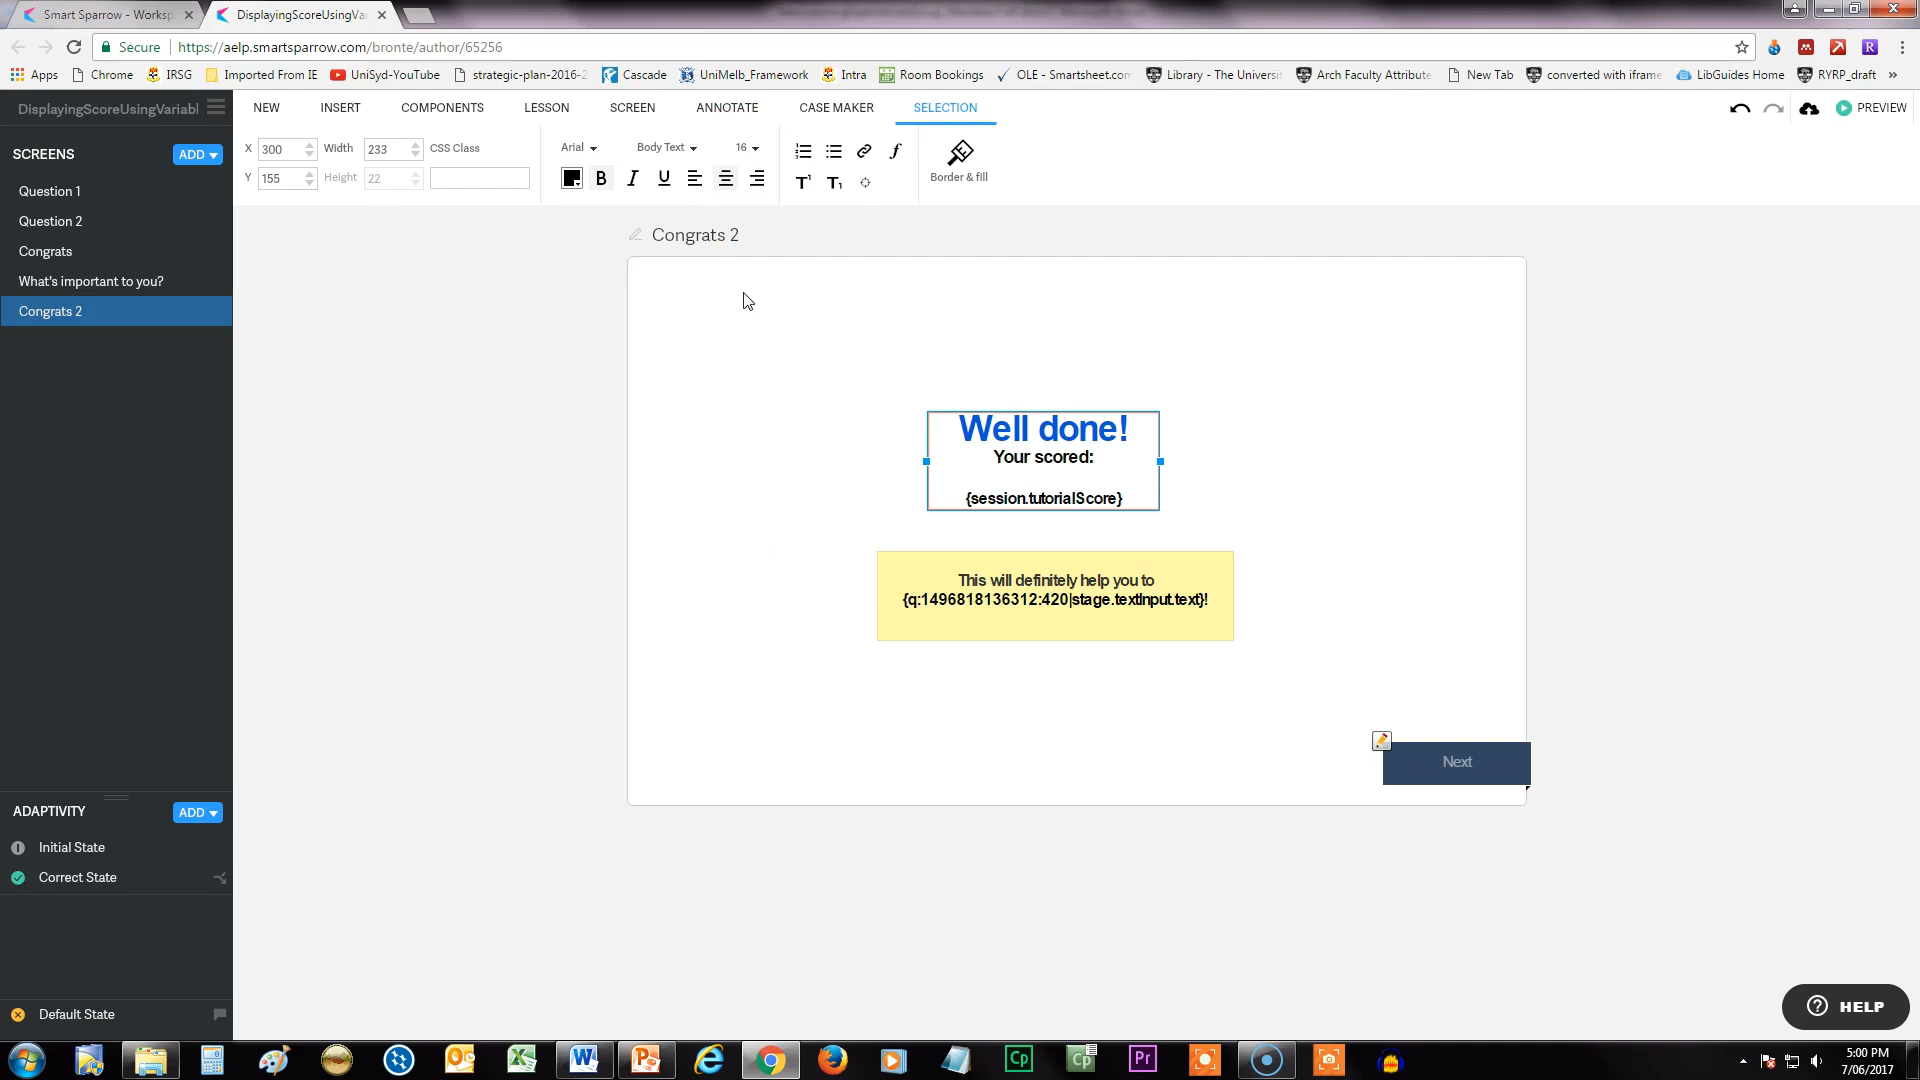 Smart Sparrow - Worksp
DisplayingScoreUsingVari
Secure
https://aelp.smartsparrow.com/bronte/author/65256
Apps
Chrome
IRSG
Imported From IE
UniSyd-YouTube
strategic-plan-2016-2
Cascade
UniMelb_Framework
Intra
Room Bookings
OLE - Smartsheet.com
Library - The Universit
Arch Faculty Attribute
New Tab
converted with iframe
LibGuides Home
RYRP_draft
»
DisplayingScoreUsingVariabl
NEW
INSERT
COMPONENTS
LESSON
SCREEN
ANNOTATE
CASE MAKER
SELECTION
PREVIEW
SCREENS
ADD
X 300
Width 233
CSS Class
Y 155
Height 22
Arial
Body Text
16
B I U
Border & fill
Question 1
Question 2
Congrats
What's important to you?
Congrats 2
Congrats 2
Well done!
Your scored:
{session.tutorialScore}
This will definitely help you to
{q:1496818136312:420|stage.textInput.text}!
Next
ADAPTIVITY
ADD
Initial State
Correct State
Default State
HELP
5:00 PM
7/06/2017